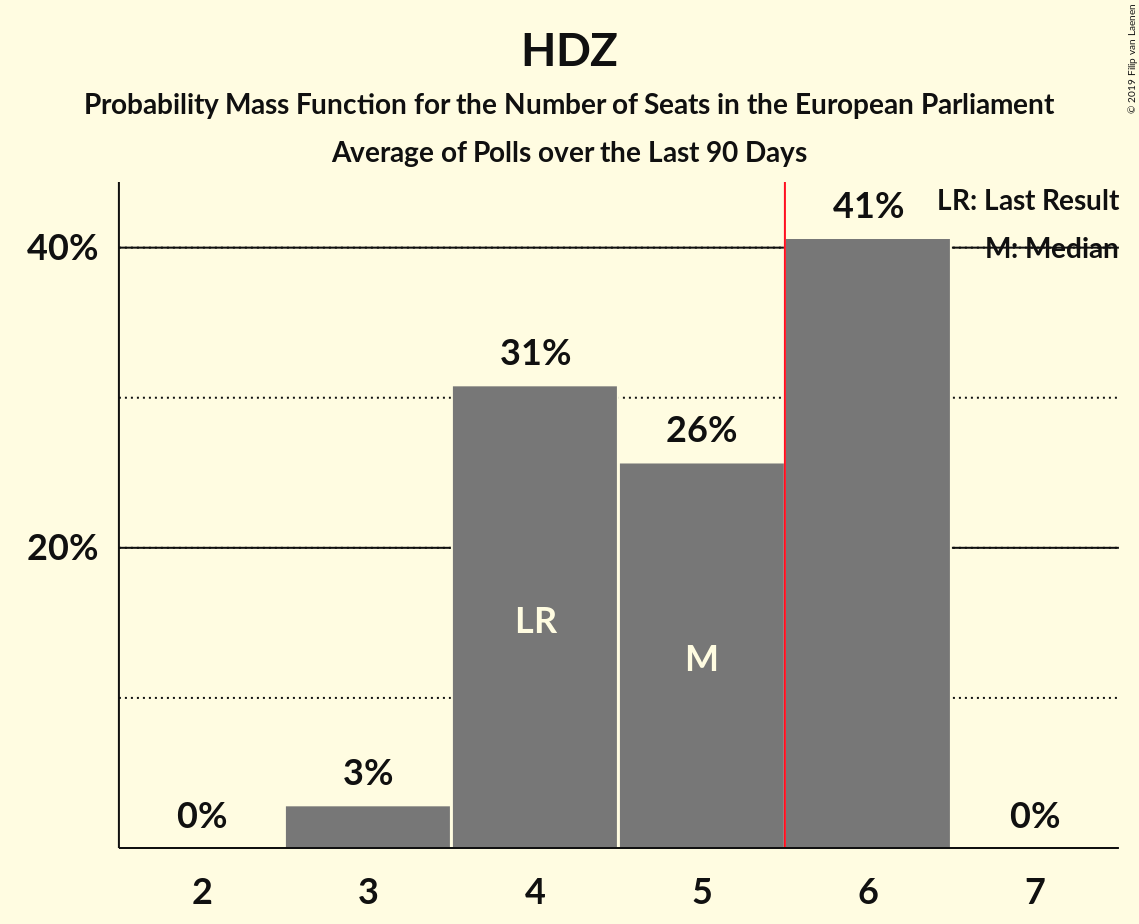 HDZ
Probability Mass Function for the Number of Seats in the European Parliament
Average of Polls over the Last 90 Days
© 2019 Filip van Laenen
LR: Last Result
M: Median
40%
20%
0%
3%
31%
26%
41%
0%
LR
M
2 3 4 5 6 7